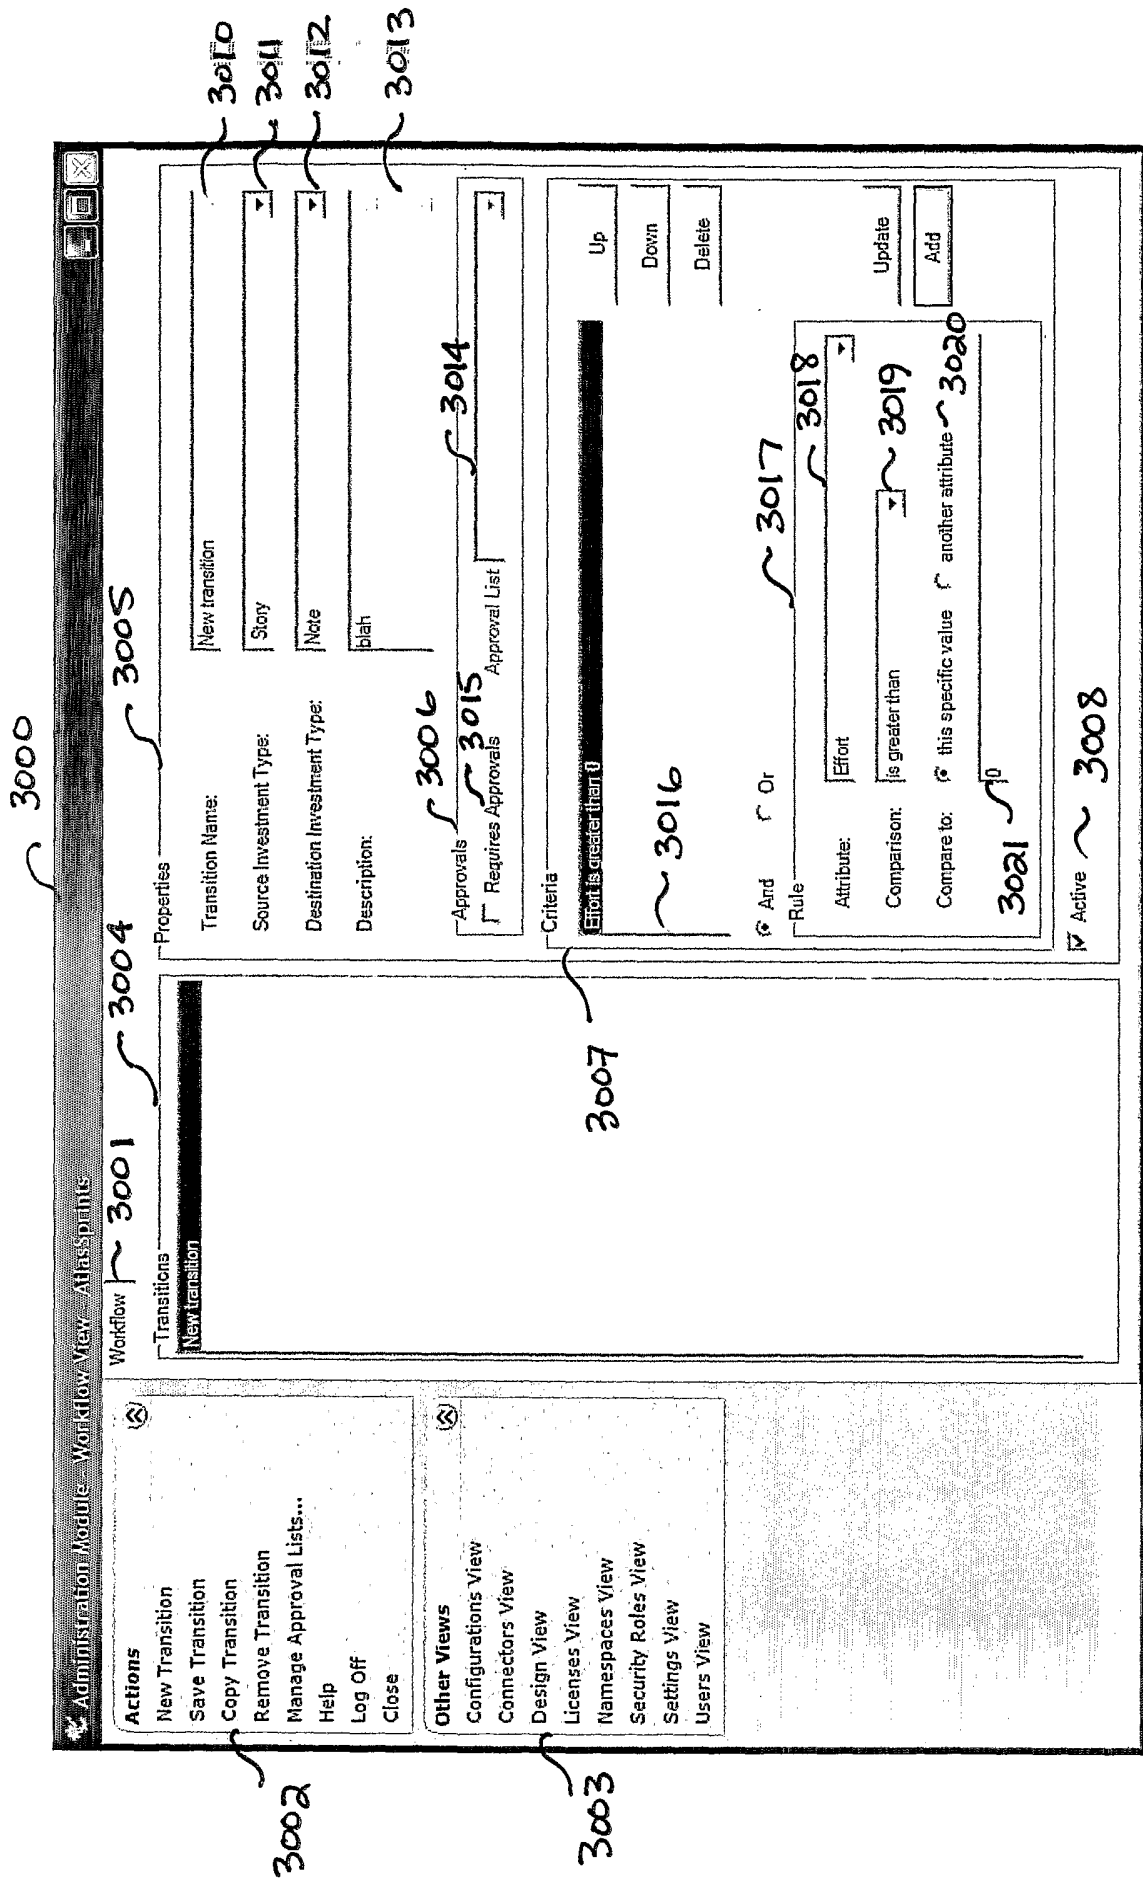 3000
Administration Module - Workflow View - AtlasSprints
Workflow
3001
3004
3005
Actions
New Transition
Save Transition
Copy Transition
Remove Transition
Manage Approval Lists...
Help
Log Off
Close
3002
Other Views
Configurations View
Connectors View
Design View
Licenses View
Namespaces View
Security Roles View
Settings View
Users View
3003
Transitions
New transition
Properties
Transition Name: New transition
3010
Source Investment Type: Story
3011
Destination Investment Type: Note
3012
Description: blah
3013
3006
Approvals
3014
Requires Approvals Approval List
3015
3007
Criteria
Effort is greater than 0
Up
Down
Delete
3016
And Or
3017
Rule
3018
Attribute: Effort
Comparison: is greater than
3019
Update
Compare to: this specific value another attribute
3020
Add
3021
0
Active
3008